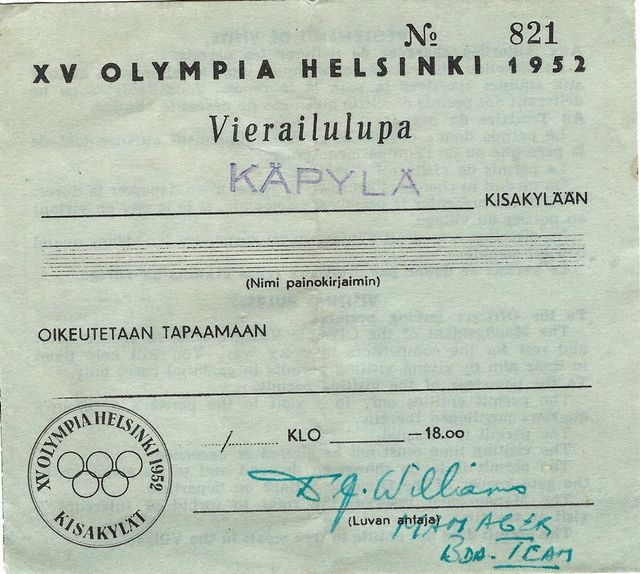 № 821
XV OLYMPIA HELSINKI 1952
Vierailulupa
KÄPYLÄ
KISAKYLÄÄN
(Nimi painokirjaimin)
OIKEUTETAAN TAPAAMAAN
/ KLO —18.00
XV OLYMPIA HELSINKI 1952
KISAKYLÄT
D.J. Williams
(Luvan antaja)
MANAGER
BDA. TEAM